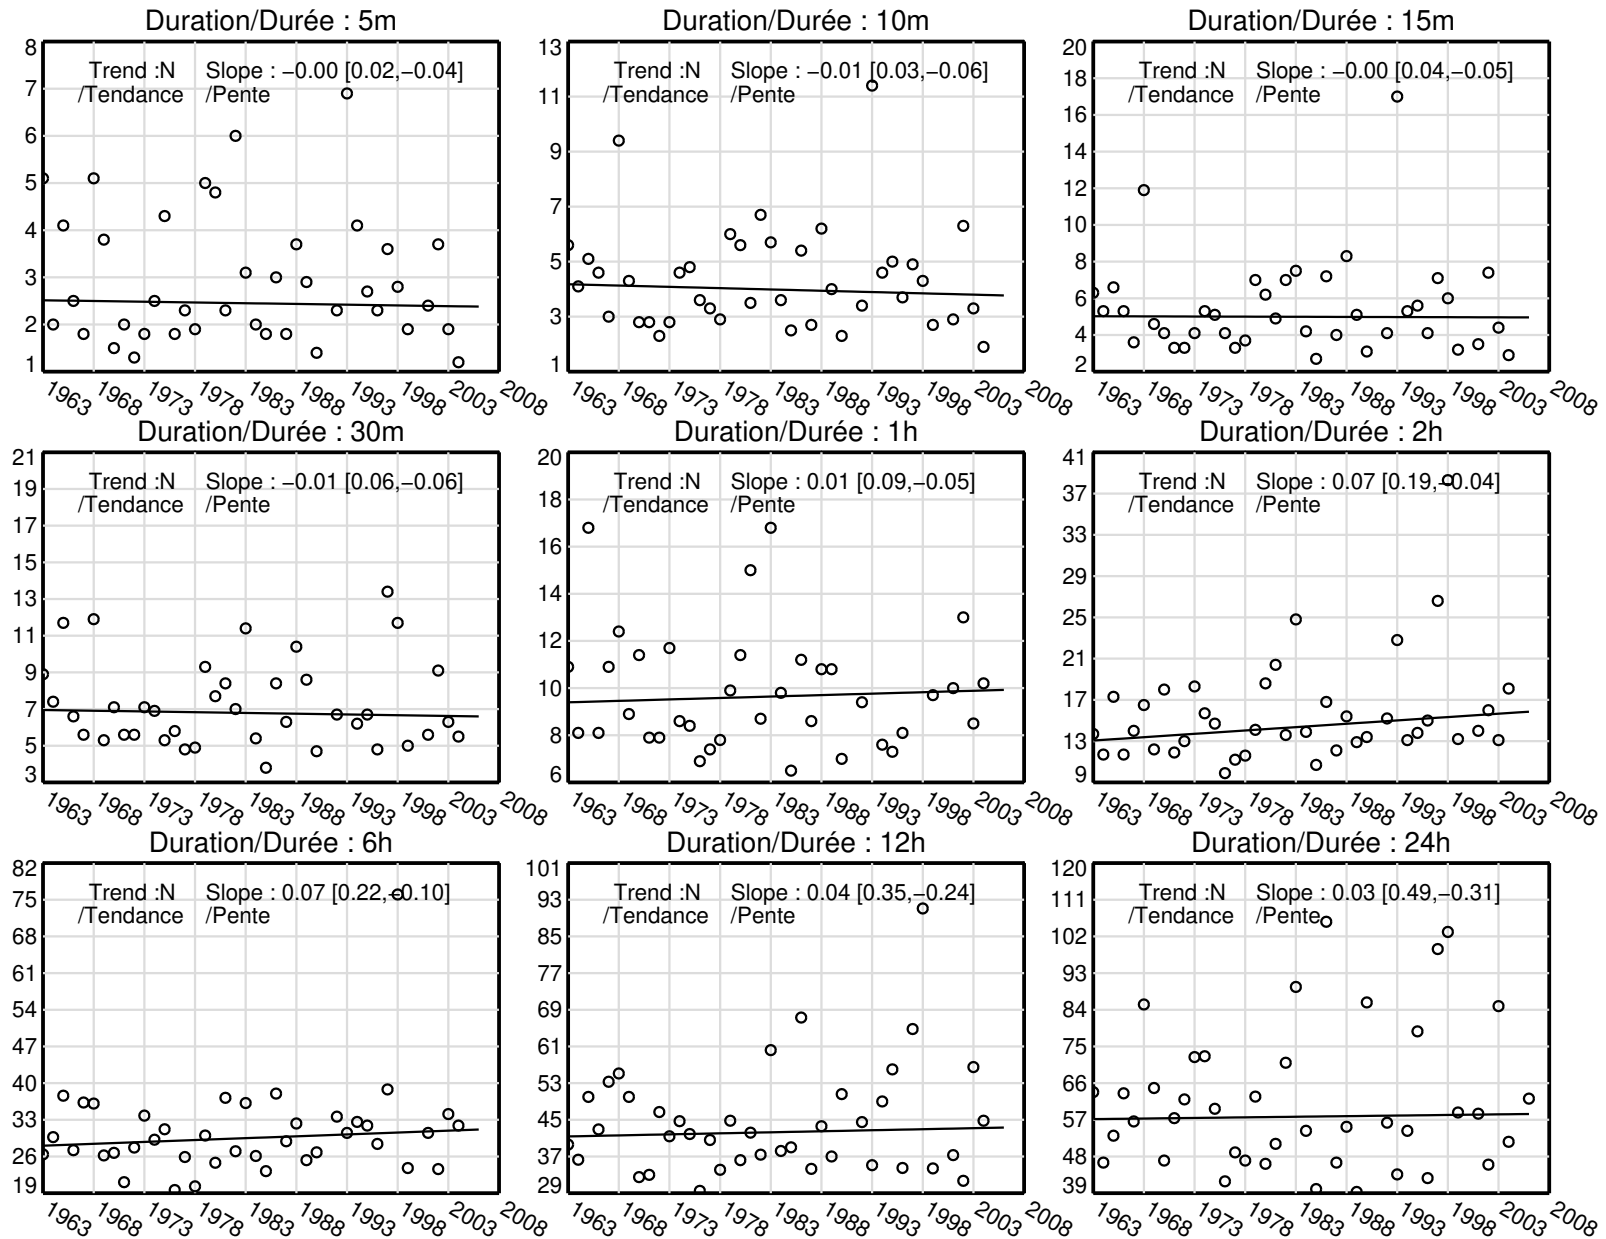 Duration/Durée : 5m
8
7
6
5
4
3
2
1
Trend :N Slope : −0.00 [0.02,−0.04]
/Tendance /Pente
1963 1968 1973 1978 1983 1988 1993 1998 2003 2008
Duration/Durée : 10m
13
11
9
7
5
3
1
Trend :N Slope : −0.01 [0.03,−0.06]
/Tendance /Pente
1963 1968 1973 1978 1983 1988 1993 1998 2003 2008
Duration/Durée : 15m
20
18
16
14
12
10
8
6
4
2
Trend :N Slope : −0.00 [0.04,−0.05]
/Tendance /Pente
1963 1968 1973 1978 1983 1988 1993 1998 2003 2008
Duration/Durée : 30m
21
19
17
15
13
11
9
7
5
3
Trend :N Slope : −0.01 [0.06,−0.06]
/Tendance /Pente
1963 1968 1973 1978 1983 1988 1993 1998 2003 2008
Duration/Durée : 1h
20
18
16
14
12
10
8
6
Trend :N Slope : 0.01 [0.09,−0.05]
/Tendance /Pente
1963 1968 1973 1978 1983 1988 1993 1998 2003 2008
Duration/Durée : 2h
41
37
33
29
25
21
17
13
9
Trend :N Slope : 0.07 [0.19,−0.04]
/Tendance /Pente
1963 1968 1973 1978 1983 1988 1993 1998 2003 2008
Duration/Durée : 6h
82
75
68
61
54
47
40
33
26
19
Trend :N Slope : 0.07 [0.22,−0.10]
/Tendance /Pente
1963 1968 1973 1978 1983 1988 1993 1998 2003 2008
Duration/Durée : 12h
101
93
85
77
69
61
53
45
37
29
Trend :N Slope : 0.04 [0.35,−0.24]
/Tendance /Pente
1963 1968 1973 1978 1983 1988 1993 1998 2003 2008
Duration/Durée : 24h
120
111
102
93
84
75
66
57
48
39
Trend :N Slope : 0.03 [0.49,−0.31]
/Tendance /Pente
1963 1968 1973 1978 1983 1988 1993 1998 2003 2008